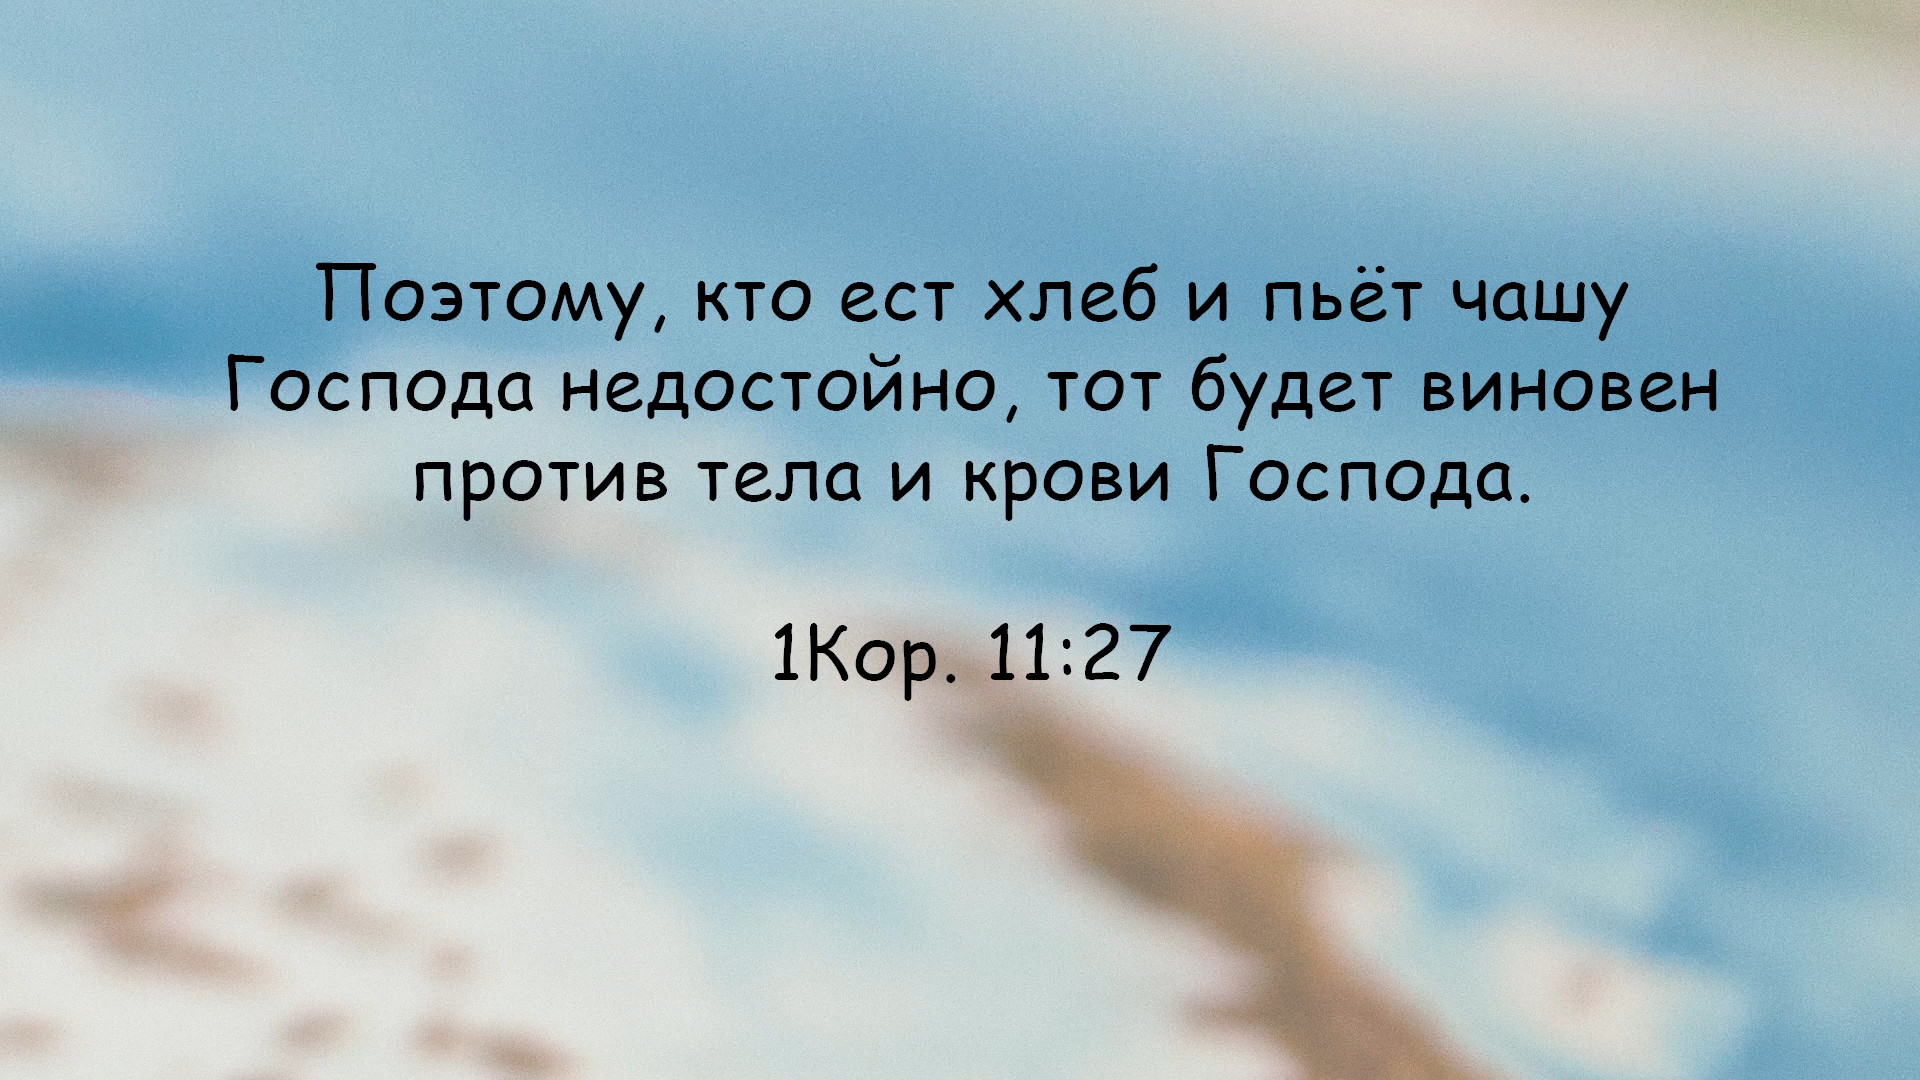 Поэтому, кто ест хлеб и пьёт чашу
Господа недостойно, тот будет виновен
против тела и крови Господа.
1Кор. 11:27